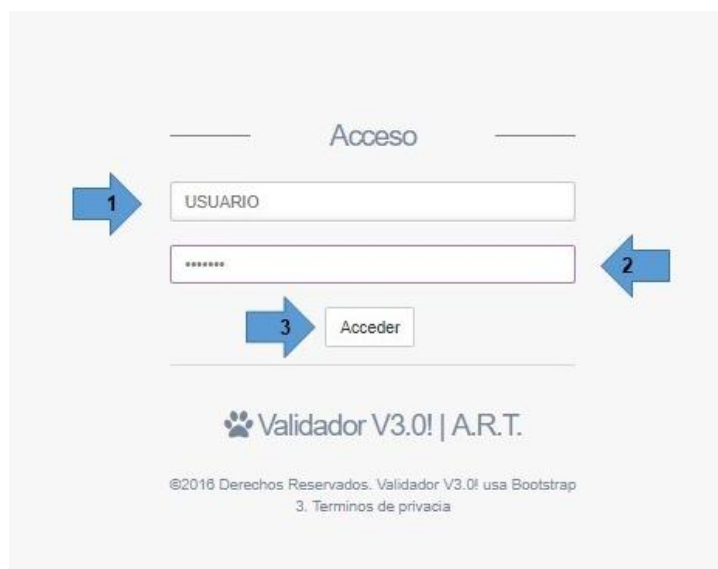 Acceso
1 USUARIO
••••••• 2
3 Acceder
Validador V3.0! | A.R.T.
©2016 Derechos Reservados. Validador V3.0! usa Bootstrap
3. Terminos de privacia